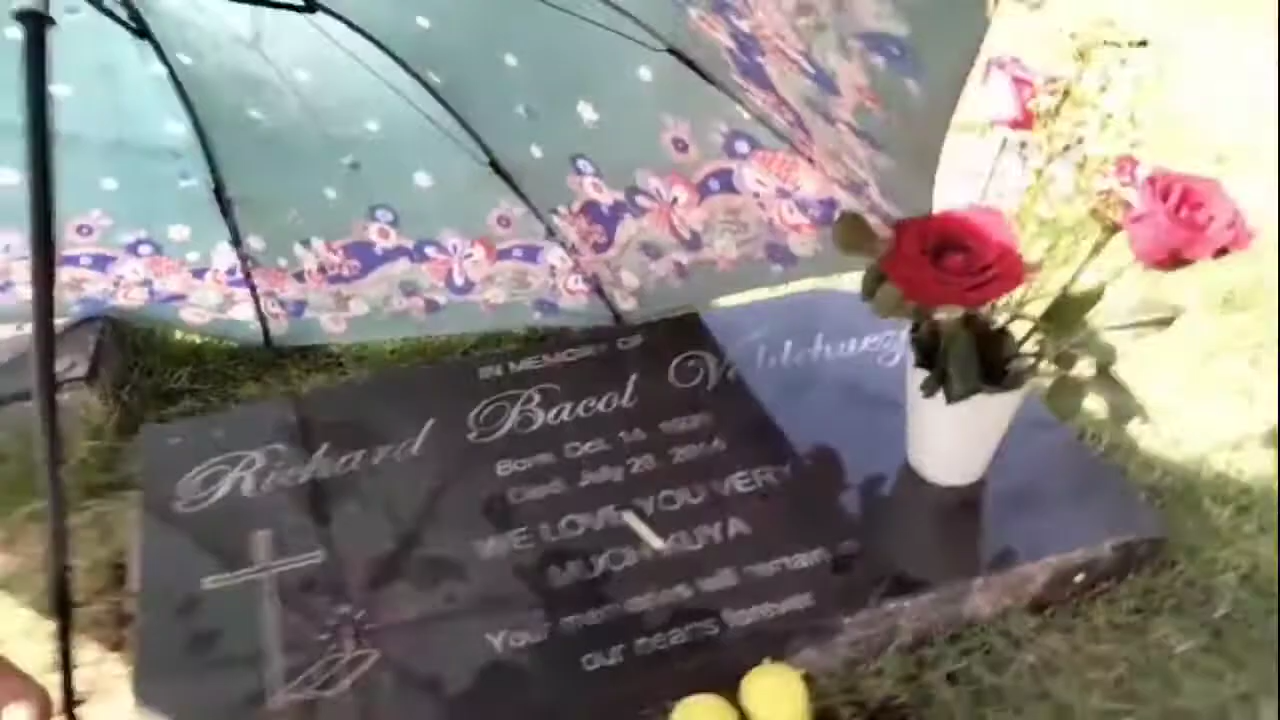 IN MEMORY OF
Richard Bacol
Born: Oct. 14,
Died: July 28,
WE LOVE YOU VERY
MUCH KUYA
Your memories will remain
our hearts forever